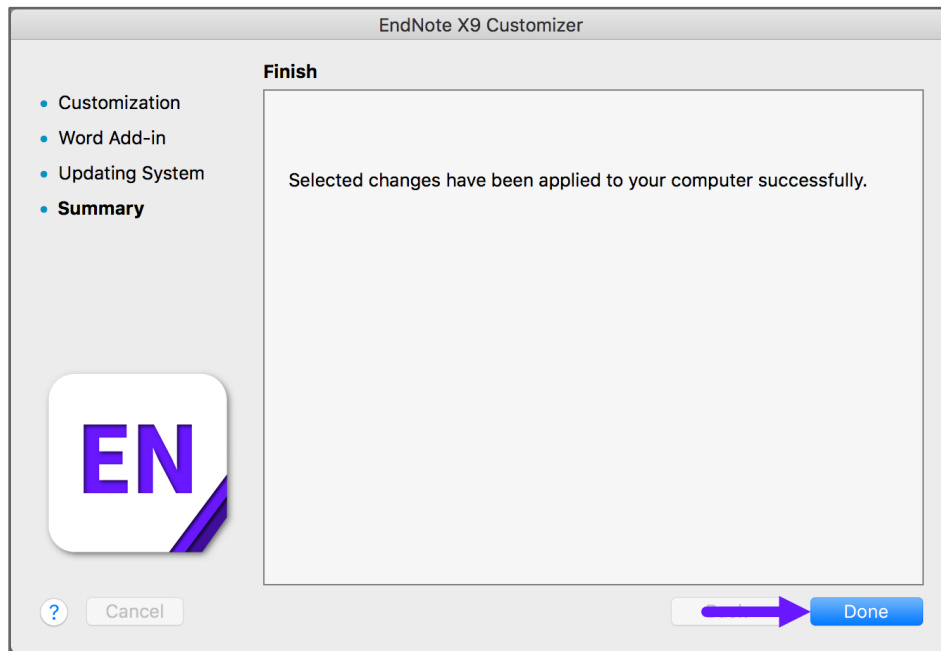 EndNote X9 Customizer
Finish
Customization
Word Add-in
Updating System
Summary
Selected changes have been applied to your computer successfully.
EN
?
Cancel
Done